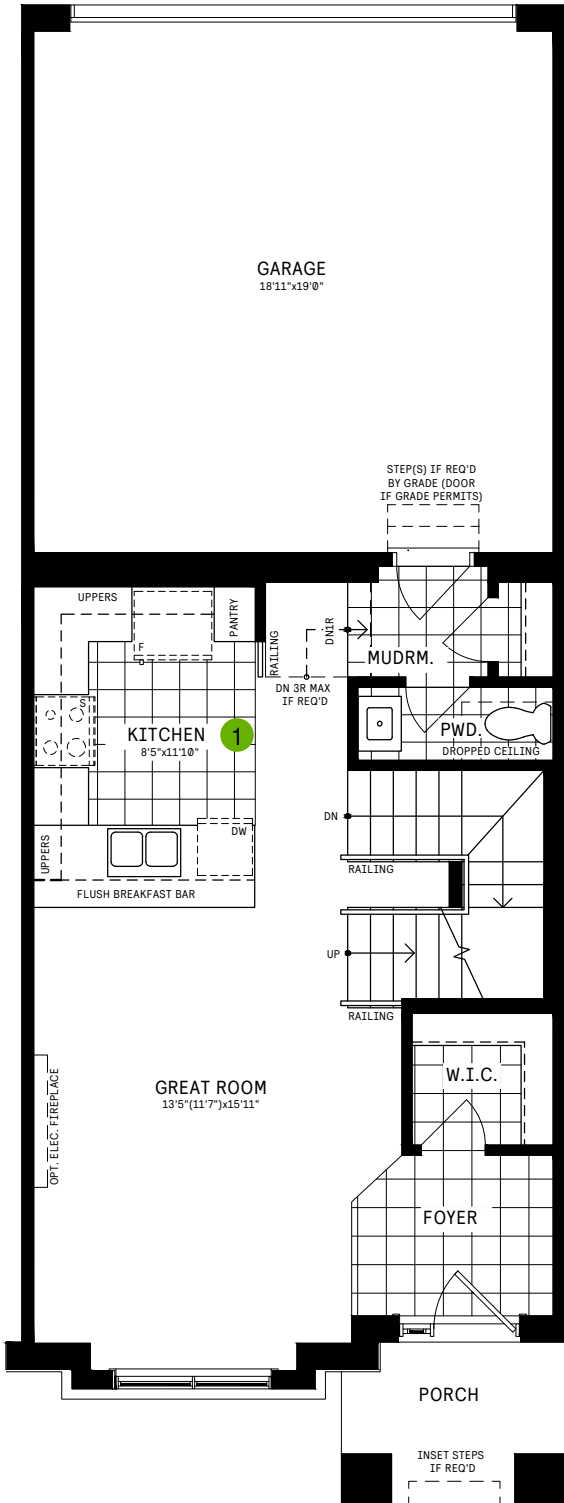 GARAGE
18'11"x19'0"
STEP(S) IF REQ'D
BY GRADE (DOOR
IF GRADE PERMITS)
UPPERS
PANTRY
F
RAILING
DN1R
MUDRM.
DN 3R MAX
IF REQ'D
S
KITCHEN
8'5"x11'10"
1
PWD.
DROPPED CEILING
DN
DW
UPPERS
RAILING
FLUSH BREAKFAST BAR
UP
RAILING
W.I.C.
OPT. ELEC. FIREPLACE
GREAT ROOM
13'5"(11'7")x15'11"
FOYER
PORCH
INSET STEPS
IF REQ'D